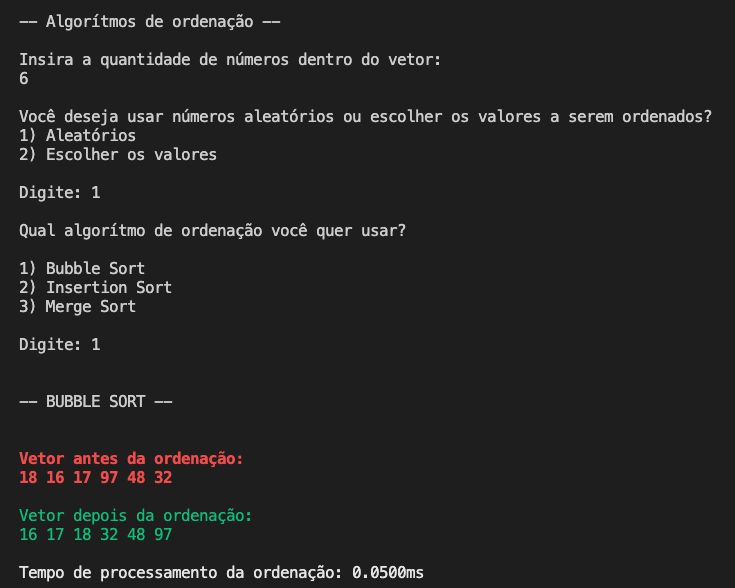 -- Algorítmos de ordenação --
Insira a quantidade de números dentro do vetor:
6
Você deseja usar números aleatórios ou escolher os valores a serem ordenados?
1) Aleatórios
2) Escolher os valores
Digite: 1
Qual algorítmo de ordenação você quer usar?
1) Bubble Sort
2) Insertion Sort
3) Merge Sort
Digite: 1
-- BUBBLE SORT --
Vetor antes da ordenação:
18 16 17 97 48 32
Vetor depois da ordenação:
16 17 18 32 48 97
Tempo de processamento da ordenação: 0.0500ms